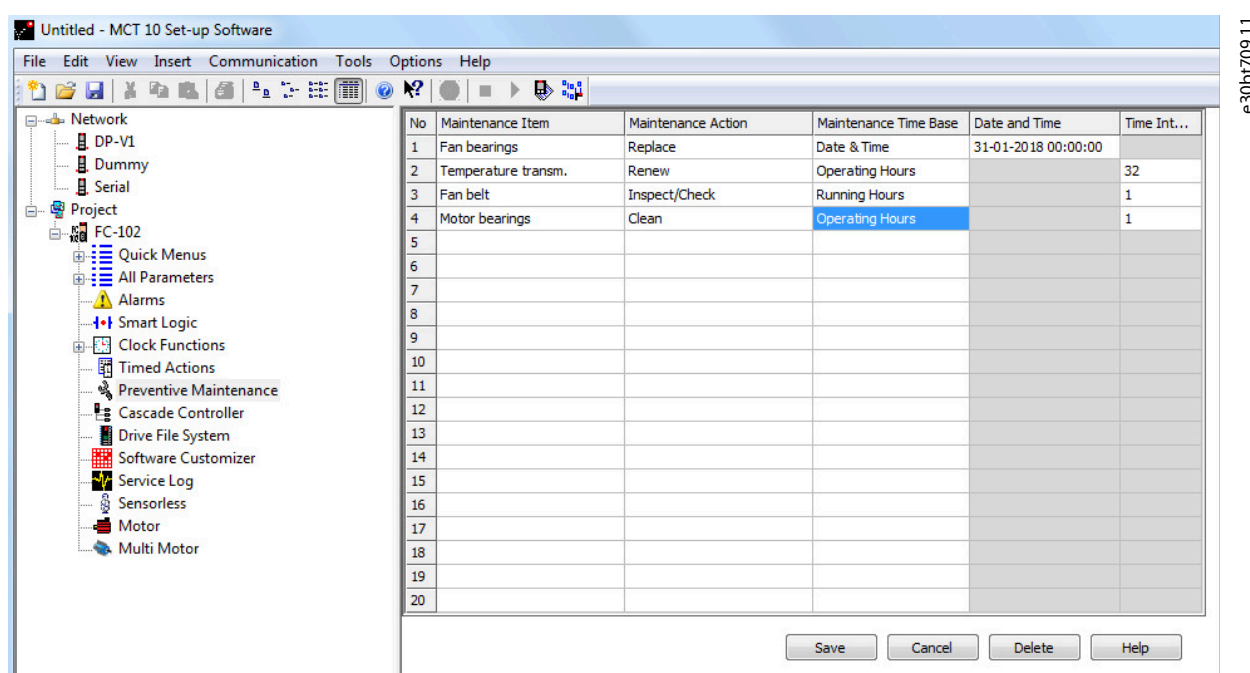 Untitled - MCT 10 Set-up Software
File Edit View Insert Communication Tools Options Help
e30bt709.11
Network
DP-V1
Dummy
Serial
Project
FC-102
Quick Menus
All Parameters
Alarms
Smart Logic
Clock Functions
Timed Actions
Preventive Maintenance
Cascade Controller
Drive File System
Software Customizer
Service Log
Sensorless
Motor
Multi Motor
No Maintenance Item Maintenance Action Maintenance Time Base Date and Time Time Int...
1 Fan bearings Replace Date & Time 31-01-2018 00:00:00
2 Temperature transm. Renew Operating Hours 32
3 Fan belt Inspect/Check Running Hours 1
4 Motor bearings Clean Operating Hours 1
5
6
7
8
9
10
11
12
13
14
15
16
17
18
19
20
Save Cancel Delete Help